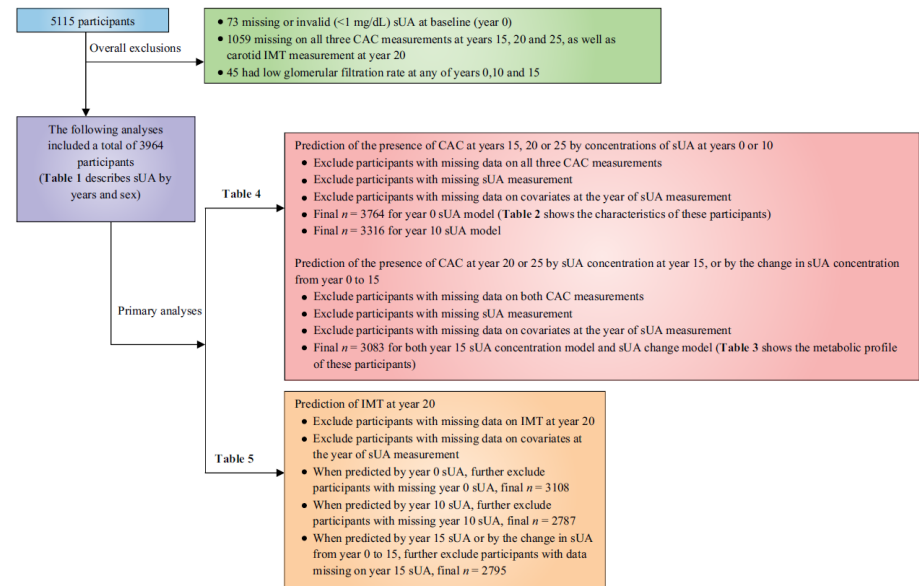 5115 participants
Overall exclusions
● 73 missing or invalid (<1 mg/dL) sUA at baseline (year 0)
● 1059 missing on all three CAC measurements at years 15, 20 and 25, as well as
carotid IMT measurement at year 20
● 45 had low glomerular filtration rate at any of years 0,10 and 15
The following analyses
included a total of 3964
participants
(Table 1 describes sUA by
years and sex)
Primary analyses
Table 4
Prediction of the presence of CAC at years 15, 20 or 25 by concentrations of sUA at years 0 or 10
● Exclude participants with missing data on all three CAC measurements
● Exclude participants with missing sUA measurement
● Exclude participants with missing data on covariates at the year of sUA measurement
● Final n = 3764 for year 0 sUA model (Table 2 shows the characteristics of these participants)
● Final n = 3316 for year 10 sUA model
Prediction of the presence of CAC at year 20 or 25 by sUA concentration at year 15, or by the change in sUA concentration
from year 0 to 15
● Exclude participants with missing data on both CAC measurements
● Exclude participants with missing sUA measurement
● Exclude participants with missing data on covariates at the year of sUA measurement
● Final n = 3083 for both year 15 sUA concentration model and sUA change model (Table 3 shows the metabolic profile
of these participants)
Table 5
Prediction of IMT at year 20
● Exclude participants with missing data on IMT at year 20
● Exclude participants with missing data on covariates at
the year of sUA measurement
● When predicted by year 0 sUA, further exclude
participants with missing year 0 sUA, final n = 3108
● When predicted by year 10 sUA, further exclude
participants with missing year 10 sUA, final n = 2787
● When predicted by year 15 sUA or by the change in sUA
from year 0 to 15, further exclude participants with data
missing on year 15 sUA, final n = 2795